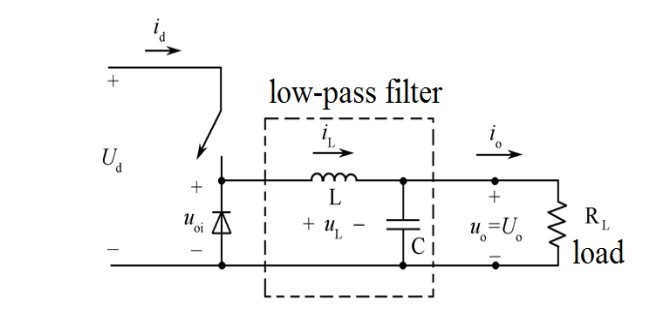 i_d
+
low-pass filter
i_L
i_o
U_d
+
L
+
R_L
u_oi
+ u_L −
u_o=U_o
−
−
C
−
load